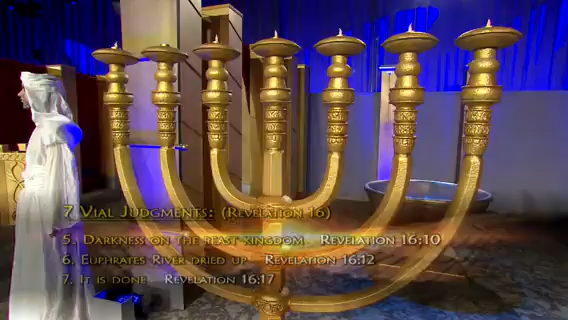 7 Vial Judgments: (Revelation 16)
5. Darkness on the beast kingdom Revelation 16:10
6. Euphrates River dried up Revelation 16:12
7. It is done Revelation 16:17